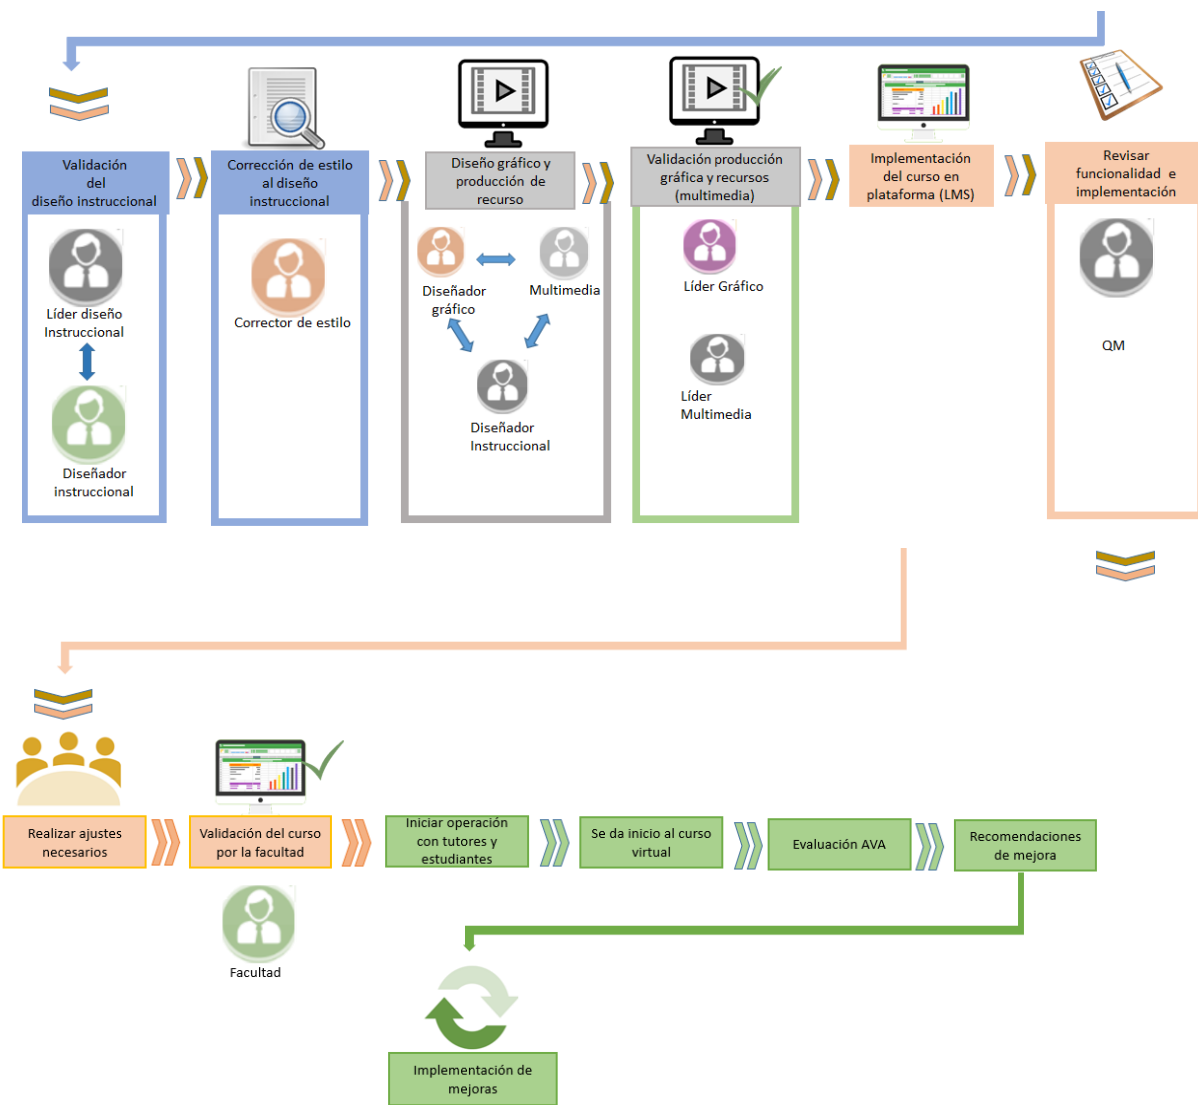 Validación
del
diseño instruccional
Corrección de estilo
al diseño
instruccional
Diseño gráfico y
producción de
recurso
Validación producción
gráfica y recursos
(multimedia)
Implementación
del curso en
plataforma (LMS)
Revisar
funcionalidad e
implementación
Líder diseño
Instruccional
Diseñador
instruccional
Corrector de estilo
Diseñador
gráfico
Multimedia
Diseñador
Instruccional
Líder Gráfico
Líder
Multimedia
QM
Realizar ajustes
necesarios
Validación del curso
por la facultad
Iniciar operación
con tutores y
estudiantes
Se da inicio al curso
virtual
Evaluación AVA
Recomendaciones
de mejora
Facultad
Implementación de
mejoras